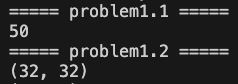 ===== problem1.1 =====
50
===== problem1.2 =====
(32, 32)